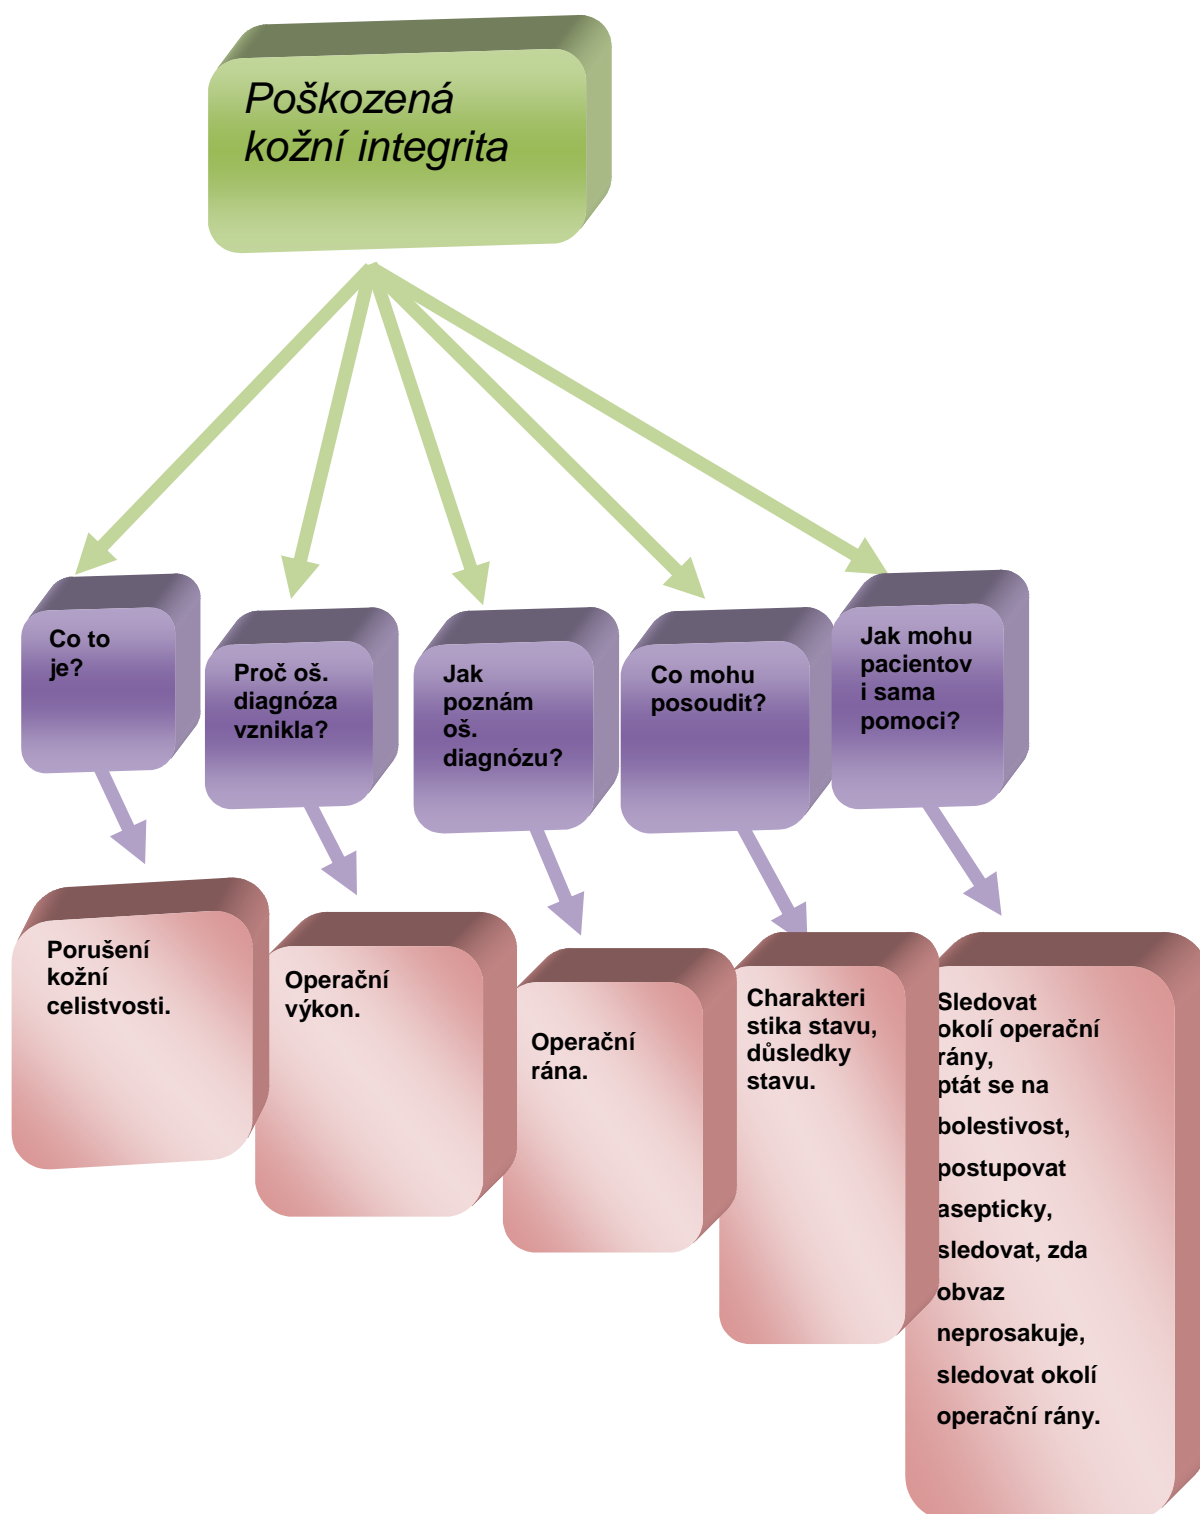 Poškozená
kožní integrita
Co to
je?
Proč oš.
diagnóza
vznikla?
Jak
poznám
oš.
diagnózu?
Co mohu
posoudit?
Jak mohu
pacientov
i sama
pomoci?
Porušení
kožní
celistvosti.
Operační
výkon.
Operační
rána.
Charakteri
stika stavu,
důsledky
stavu.
Sledovat
okolí operační
rány,
ptát se na
bolestivost,
postupovat
asepticky,
sledovat, zda
obvaz
neprosakuje,
sledovat okolí
operační rány.